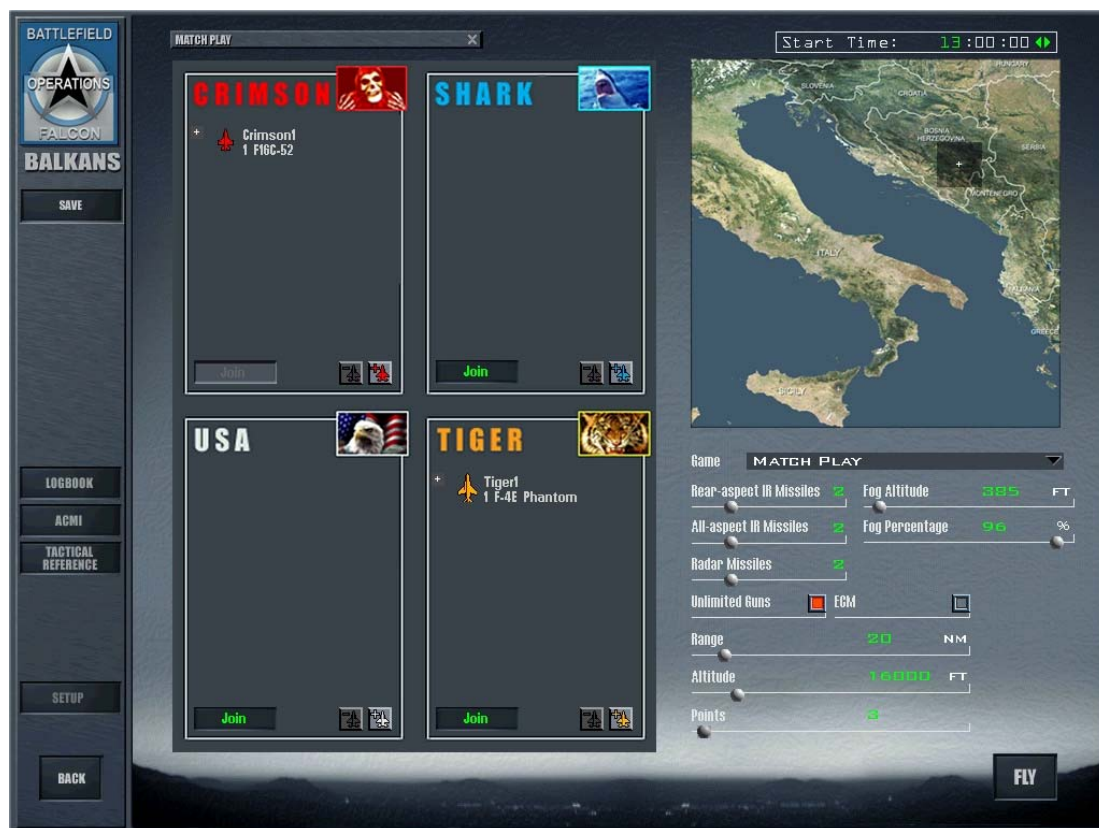 BATTLEFIELD
OPERATIONS
FALCON
BALKANS
SAVE
LOGBOOK
ACMI
TACTICAL
REFERENCE
SETUP
BACK
MATCH PLAY
CRIMSON
Crimson1
1 F16C-52
Join
SHARK
Join
USA
Join
TIGER
Tiger1
1 F-4E Phantom
Join
Start Time: 13:00:00
HUNGARY
SLOVENIA
CROATIA
BOSNIA
HERZEGOVINA
SERBIA
MONTENEGRO
ITALY
ALBANIA
GREECE
SICILY
Game MATCH PLAY
Rear-aspect IR Missiles 2 Fog Altitude 385 FT
All-aspect IR Missiles 2 Fog Percentage 96 %
Radar Missiles 2
Unlimited Guns ECM
Range 20 NM
Altitude 16000 FT
Points 3
FLY